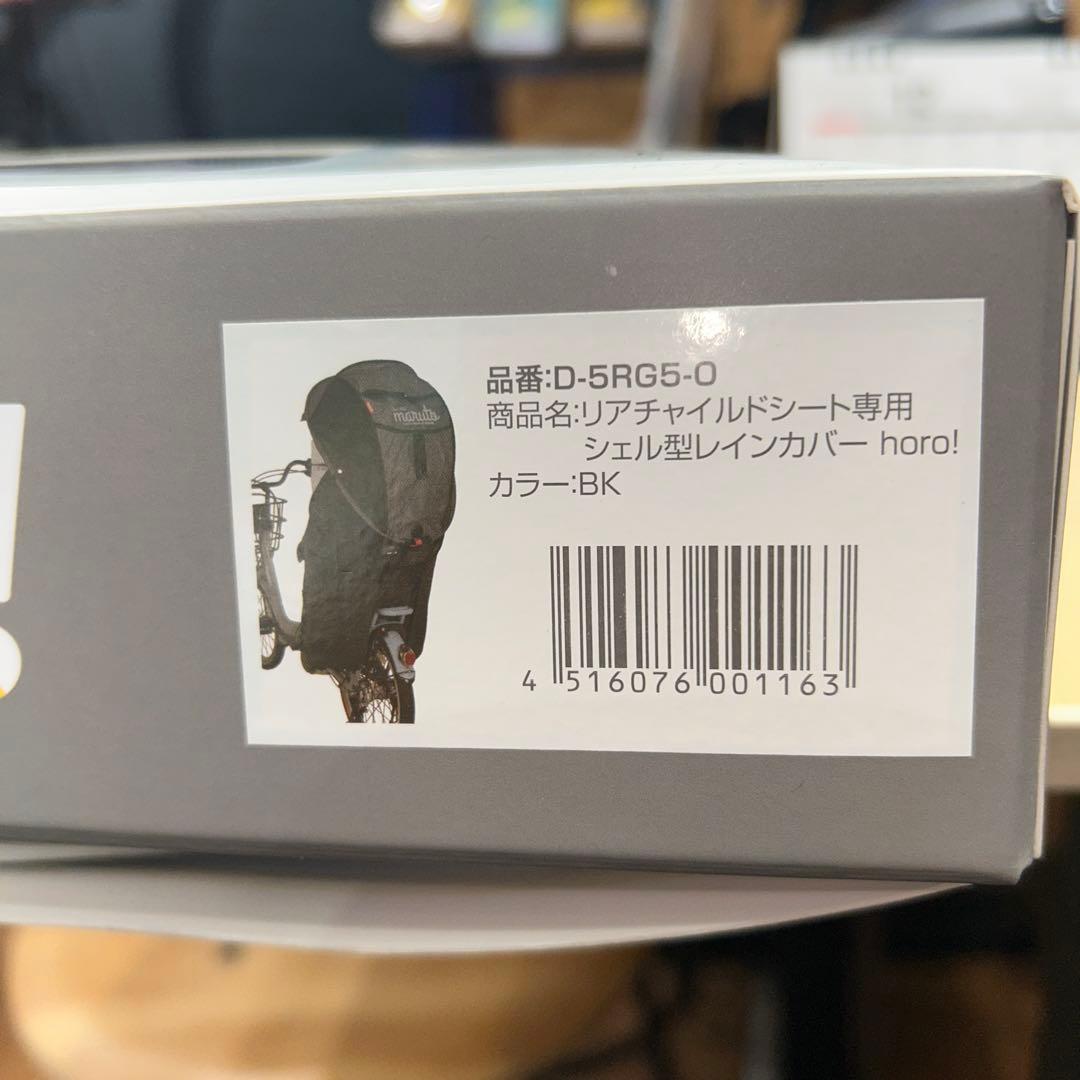 maruto
品番:D-5RG5-O
商品名:リアチャイルドシート専用
シェル型レインカバー horo!
カラー:BK
4 516076 001163